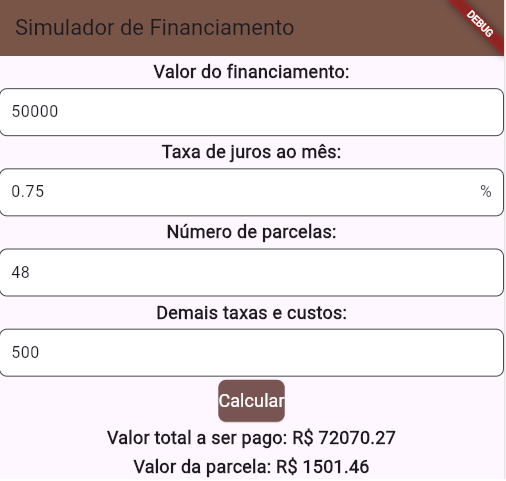 Simulador de Financiamento
DEBUG
Valor do financiamento:
50000
Taxa de juros ao mês:
0.75 %
Número de parcelas:
48
Demais taxas e custos:
500
Calcular
Valor total a ser pago: R$ 72070.27
Valor da parcela: R$ 1501.46